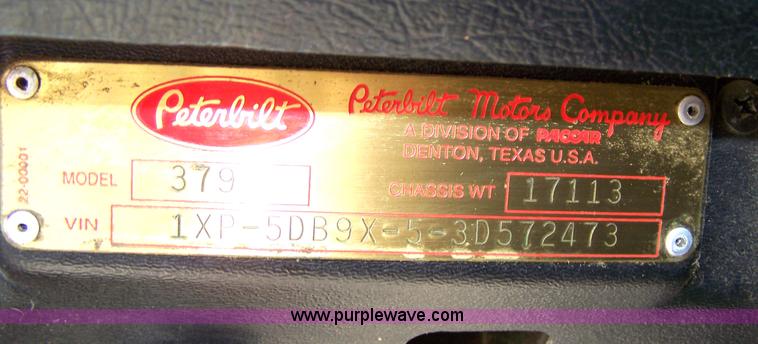 Peterbilt
Peterbilt Motors Company
A DIVISION OF PACCAR
DENTON, TEXAS U.S.A.
22-00001
MODEL 379
CHASSIS WT 17113
VIN 1XP-5DB9X-5-3D572473
www.purplewave.com